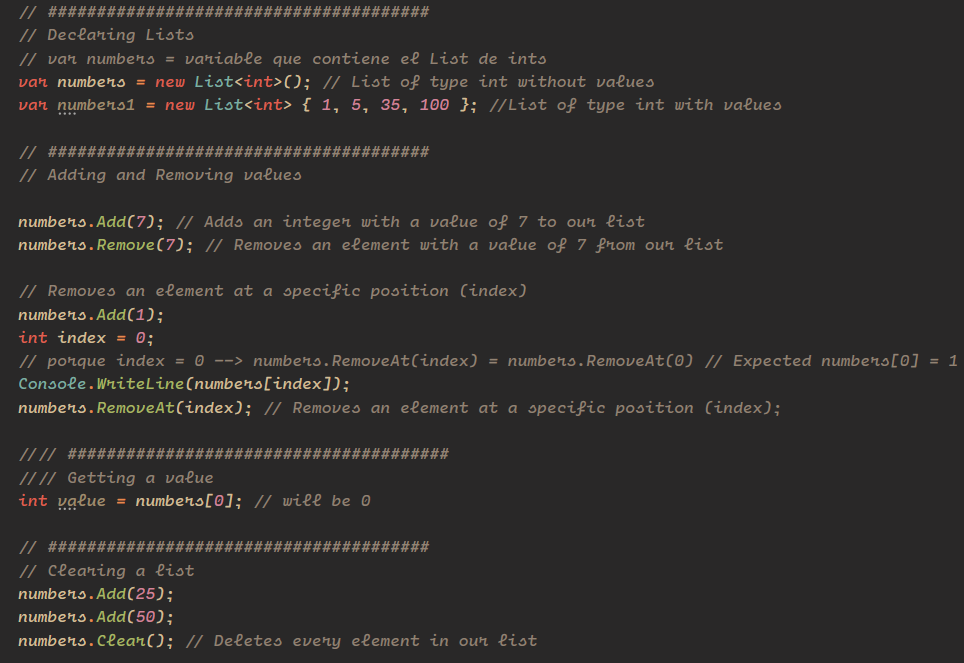 // #######################################
// Declaring Lists
// var numbers = variable que contiene el List de ints
var numbers = new List<int>(); // List of type int without values
var numbers1 = new List<int> { 1, 5, 35, 100 }; //List of type int with values
// #######################################
// Adding and Removing values
numbers.Add(7); // Adds an integer with a value of 7 to our list
numbers.Remove(7); // Removes an element with a value of 7 from our list
// Removes an element at a specific position (index)
numbers.Add(1);
int index = 0;
// porque index = 0 --> numbers.RemoveAt(index) = numbers.RemoveAt(0) // Expected numbers[0] = 1
Console.WriteLine(numbers[index]);
numbers.RemoveAt(index); // Removes an element at a specific position (index);
//// #######################################
//// Getting a value
int value = numbers[0]; // will be 0
// #######################################
// Clearing a list
numbers.Add(25);
numbers.Add(50);
numbers.Clear(); // Deletes every element in our list